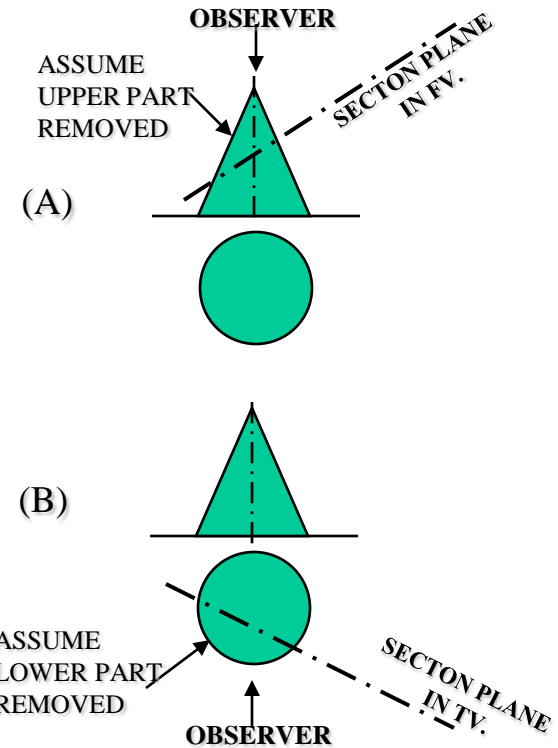 OBSERVER
ASSUME
UPPER PART
REMOVED
SECTON PLANE
IN FV.
(A)
(B)
ASSUME
LOWER PART
REMOVED
SECTON PLANE
IN TV.
OBSERVER